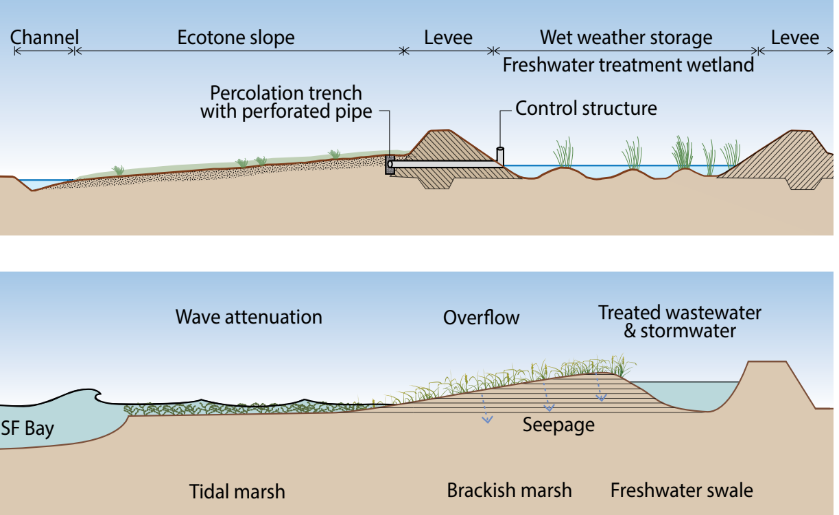 Channel
Ecotone slope
Levee
Wet weather storage
Levee
Freshwater treatment wetland
Percolation trench
with perforated pipe
Control structure
Wave attenuation
Overflow
Treated wastewater
& stormwater
SF Bay
Seepage
Tidal marsh
Brackish marsh
Freshwater swale